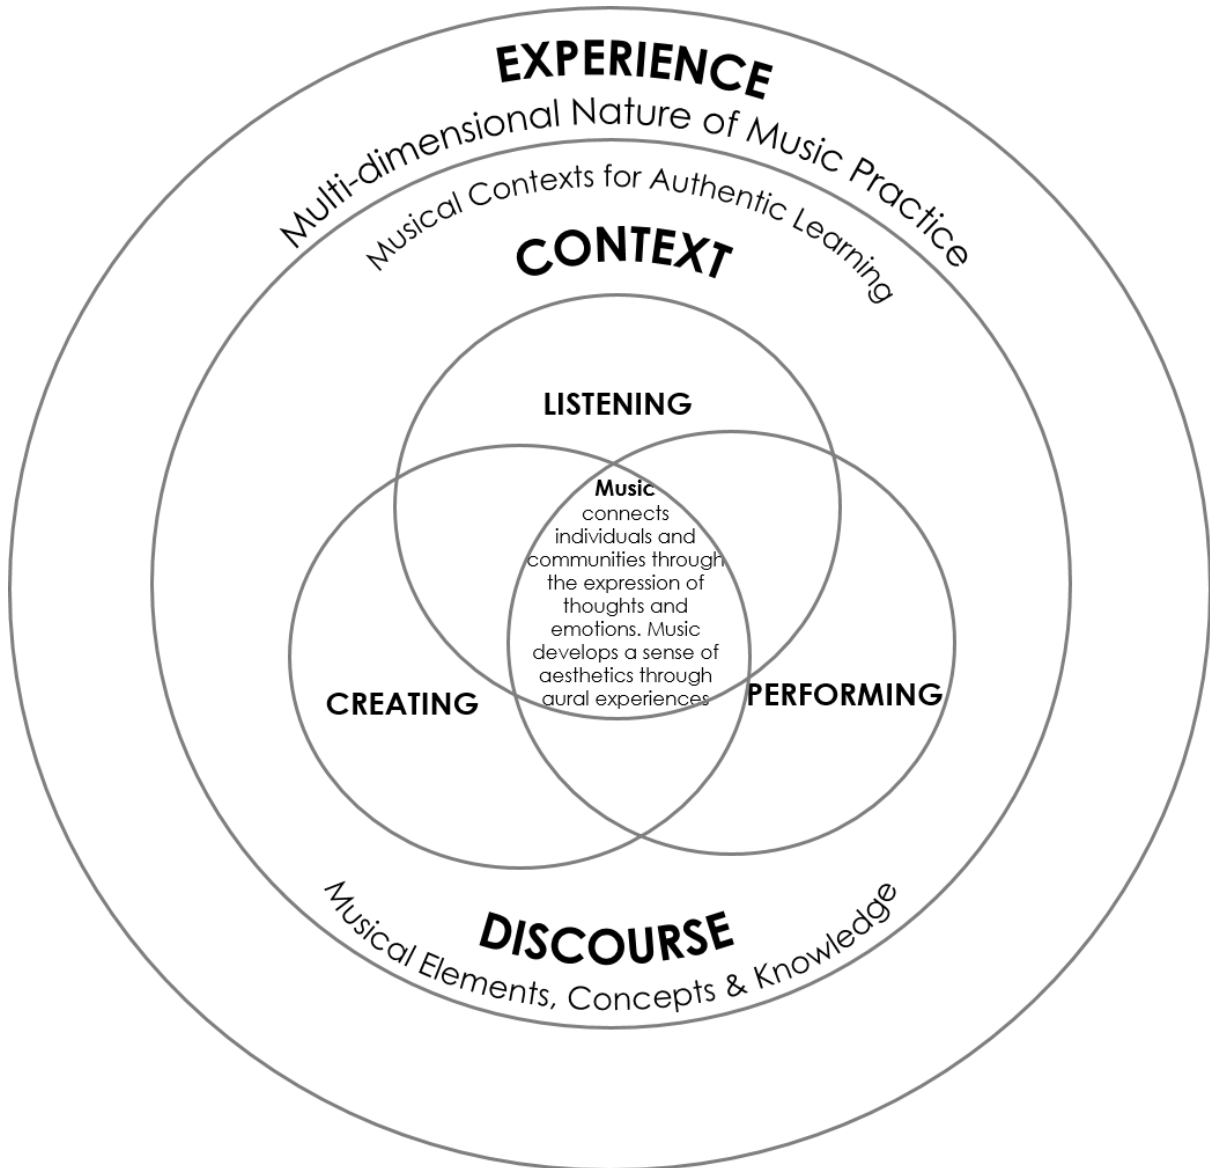 EXPERIENCE
Multi-dimensional Nature of Music Practice
Musical Contexts for Authentic Learning
CONTEXT
LISTENING
Music
connects
individuals and
communities through
the expression of
thoughts and
emotions. Music
develops a sense of
aesthetics through
aural experiences
CREATING
PERFORMING
DISCOURSE
Musical Elements, Concepts & Knowledge